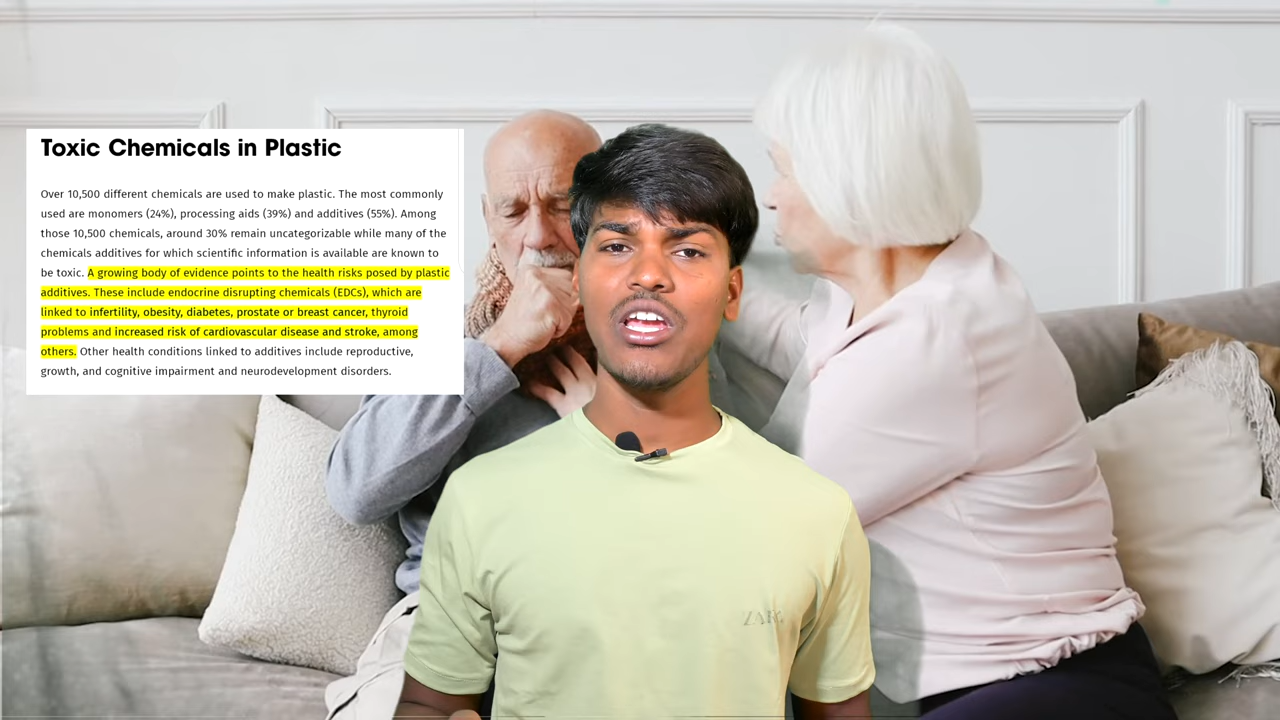 Toxic Chemicals in Plastic
Over 10,500 different chemicals are used to make plastic. The most commonly
used are monomers (24%), processing aids (39%) and additives (55%). Among
those 10,500 chemicals, around 30% remain uncategorizable while many of the
chemicals additives for which scientific information is available are known to
be toxic. A growing body of evidence points to the health risks posed by plastic
additives. These include endocrine disrupting chemicals (EDCs), which are
linked to infertility, obesity, diabetes, prostate or breast cancer, thyroid
problems and increased risk of cardiovascular disease and stroke, among
others. Other health conditions linked to additives include reproductive,
growth, and cognitive impairment and neurodevelopment disorders.